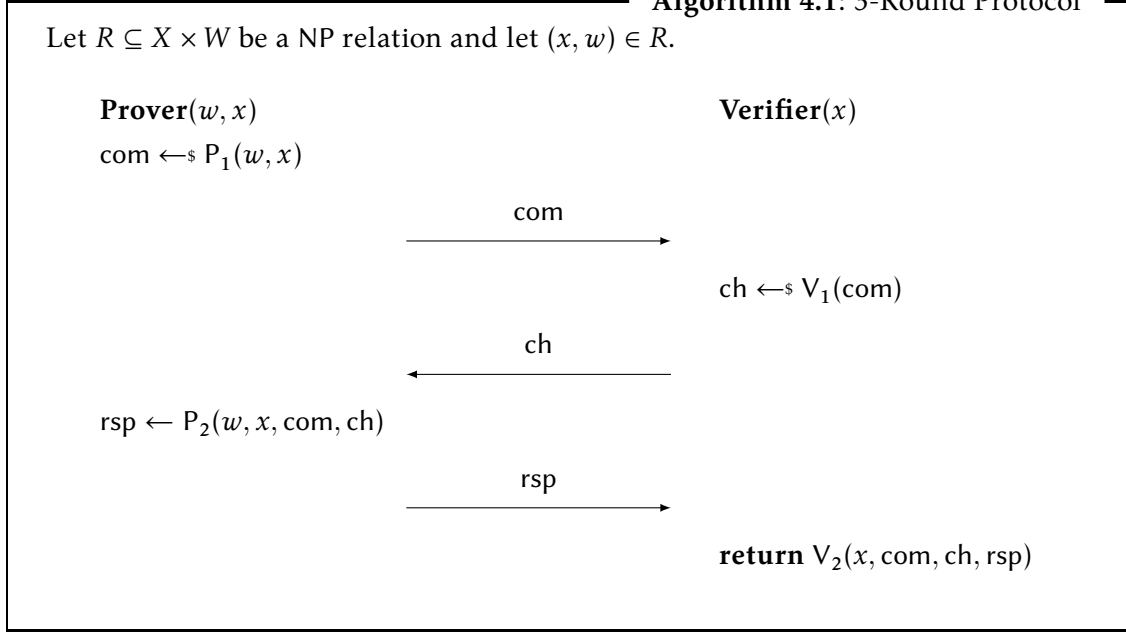 Algorithm 4.1: 3-Round Protocol
Let R ⊆ X × W be a NP relation and let (x, w) ∈ R.
Prover(w, x) Verifier(x)
com ←$ P₁(w, x)
com
ch ←$ V₁(com)
ch
rsp ← P₂(w, x, com, ch)
rsp
return V₂(x, com, ch, rsp)